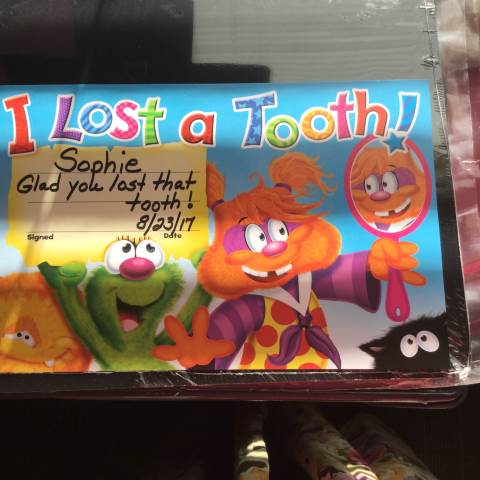 I Lost a Tooth!
Sophie
Glad you lost that
tooth!
8/23/17
Signed Date